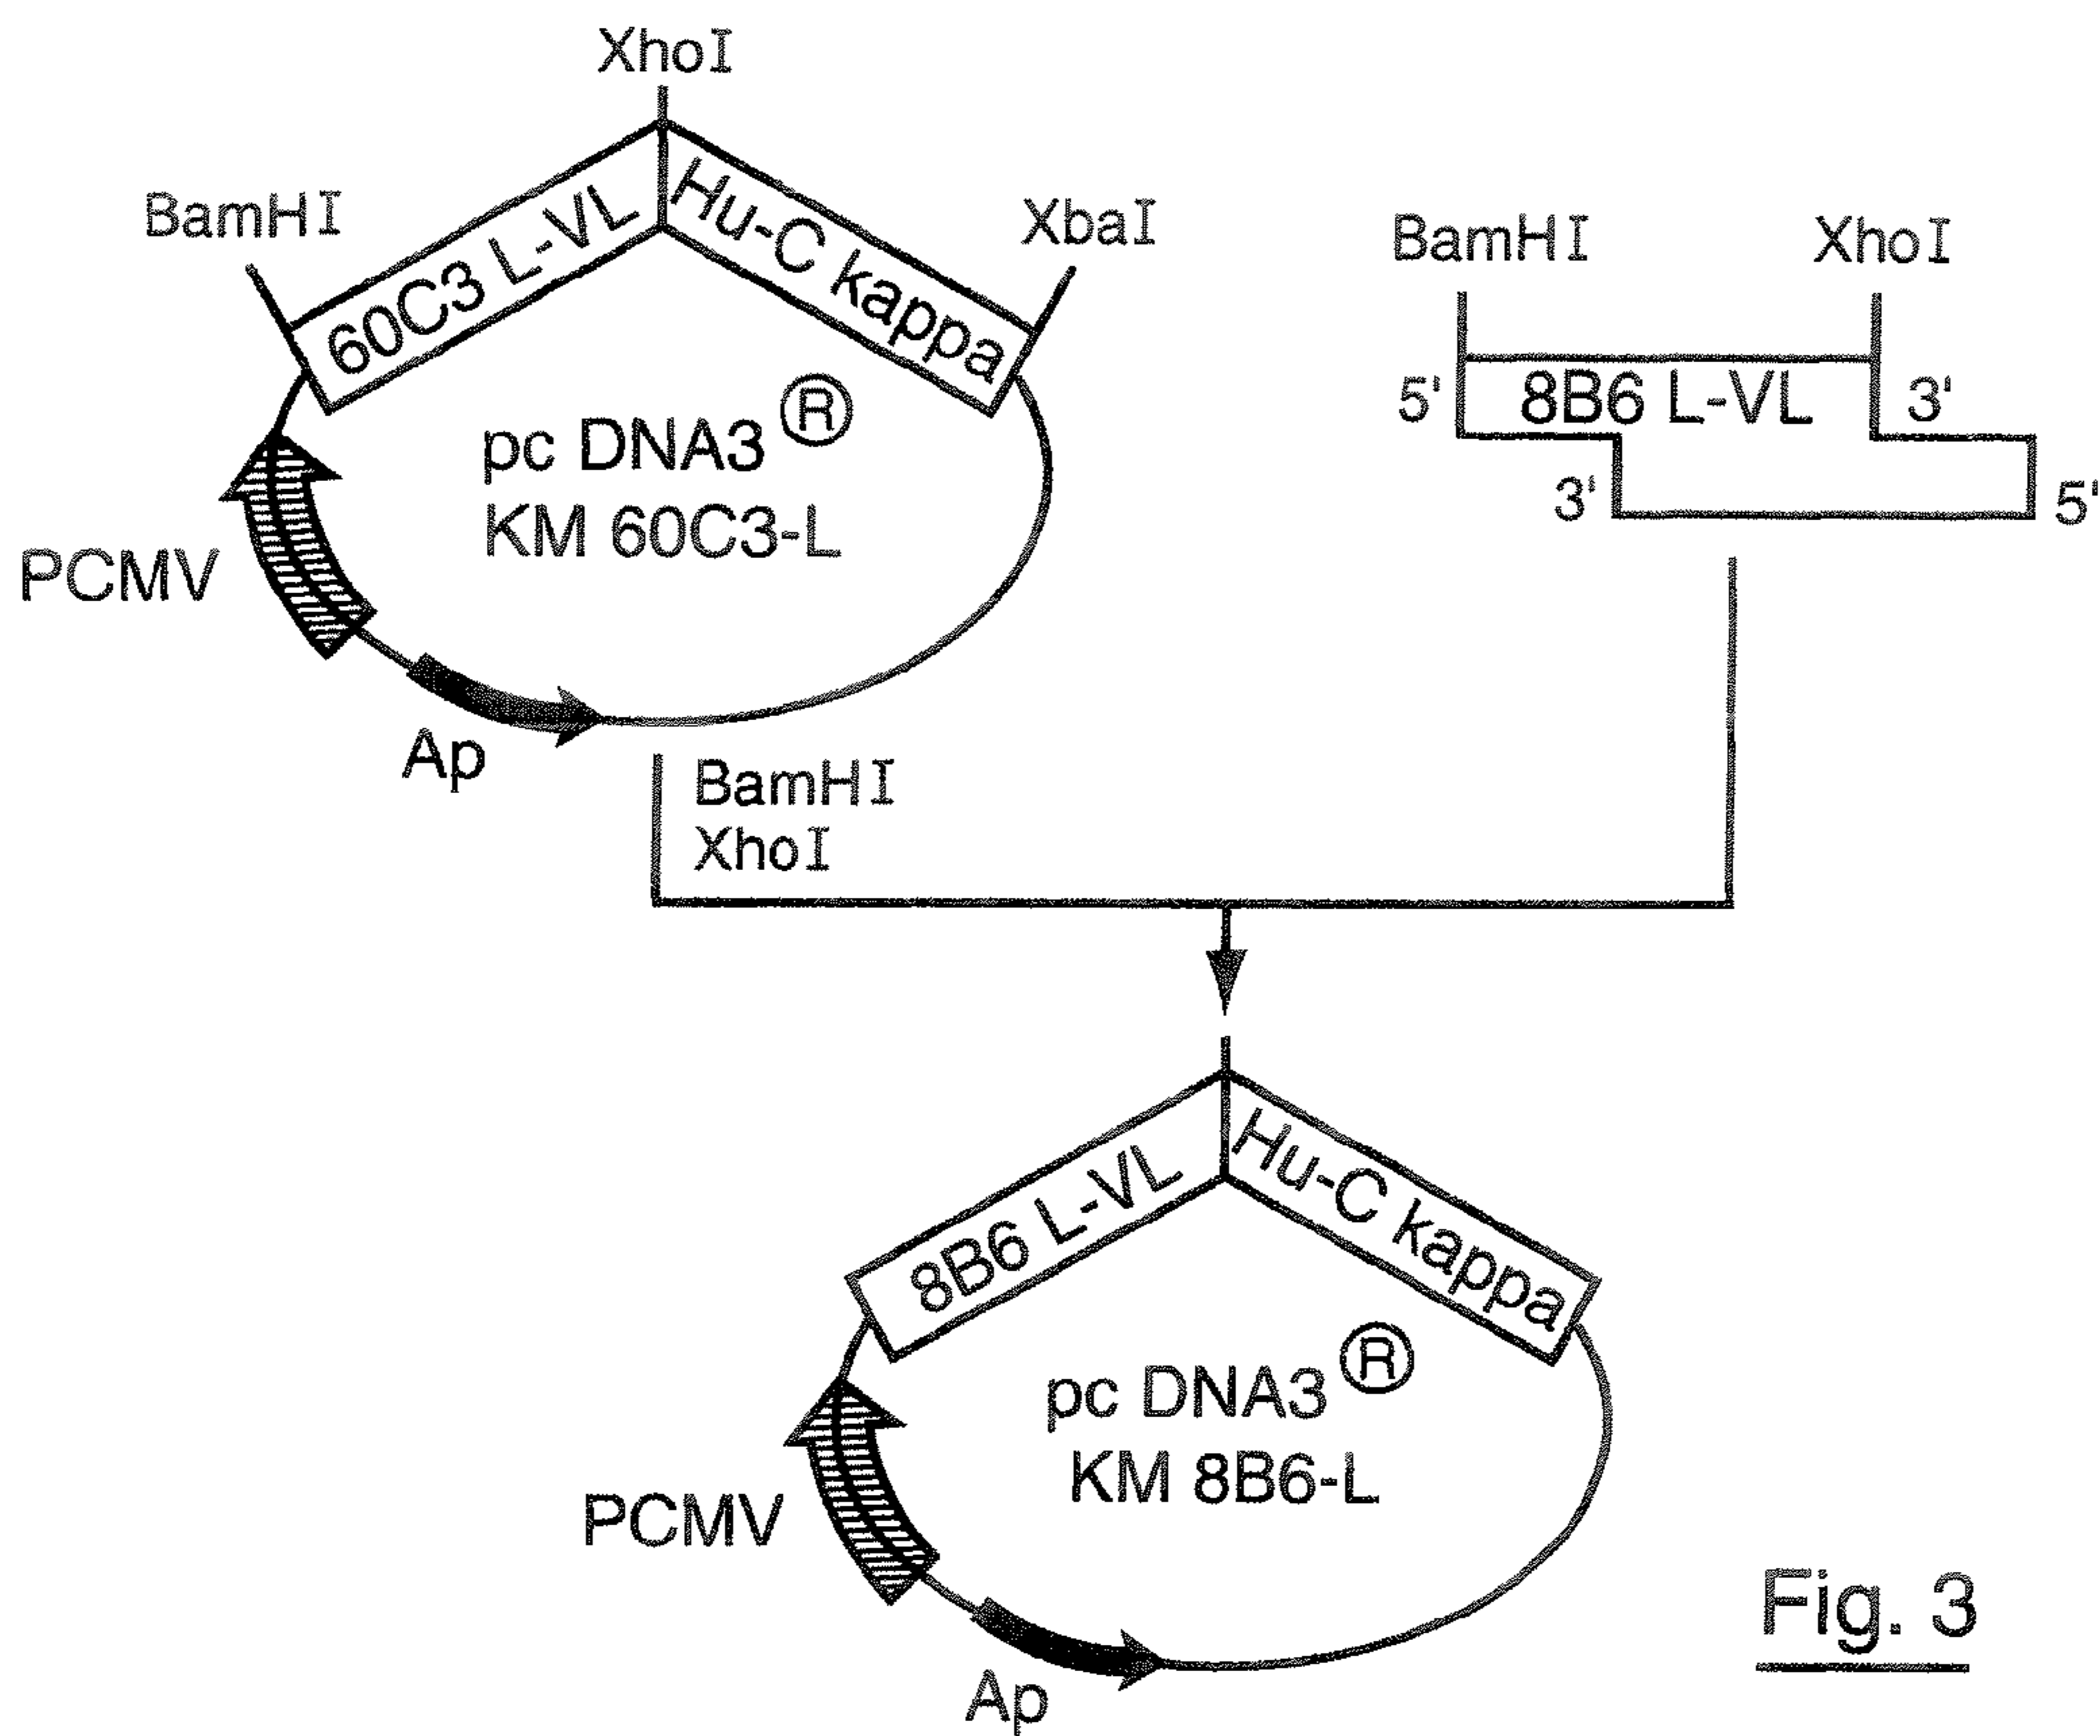 XhoI
BamHI
60C3 L-VL
Hu-C kappa
XbaI
pc DNA3 ®
KM 60C3-L
PCMV
Ap
BamHI
XhoI
5'
8B6 L-VL
3'
3'
5'
BamHI
XhoI
8B6 L-VL
Hu-C kappa
pc DNA3 ®
KM 8B6-L
PCMV
Ap
Fig. 3